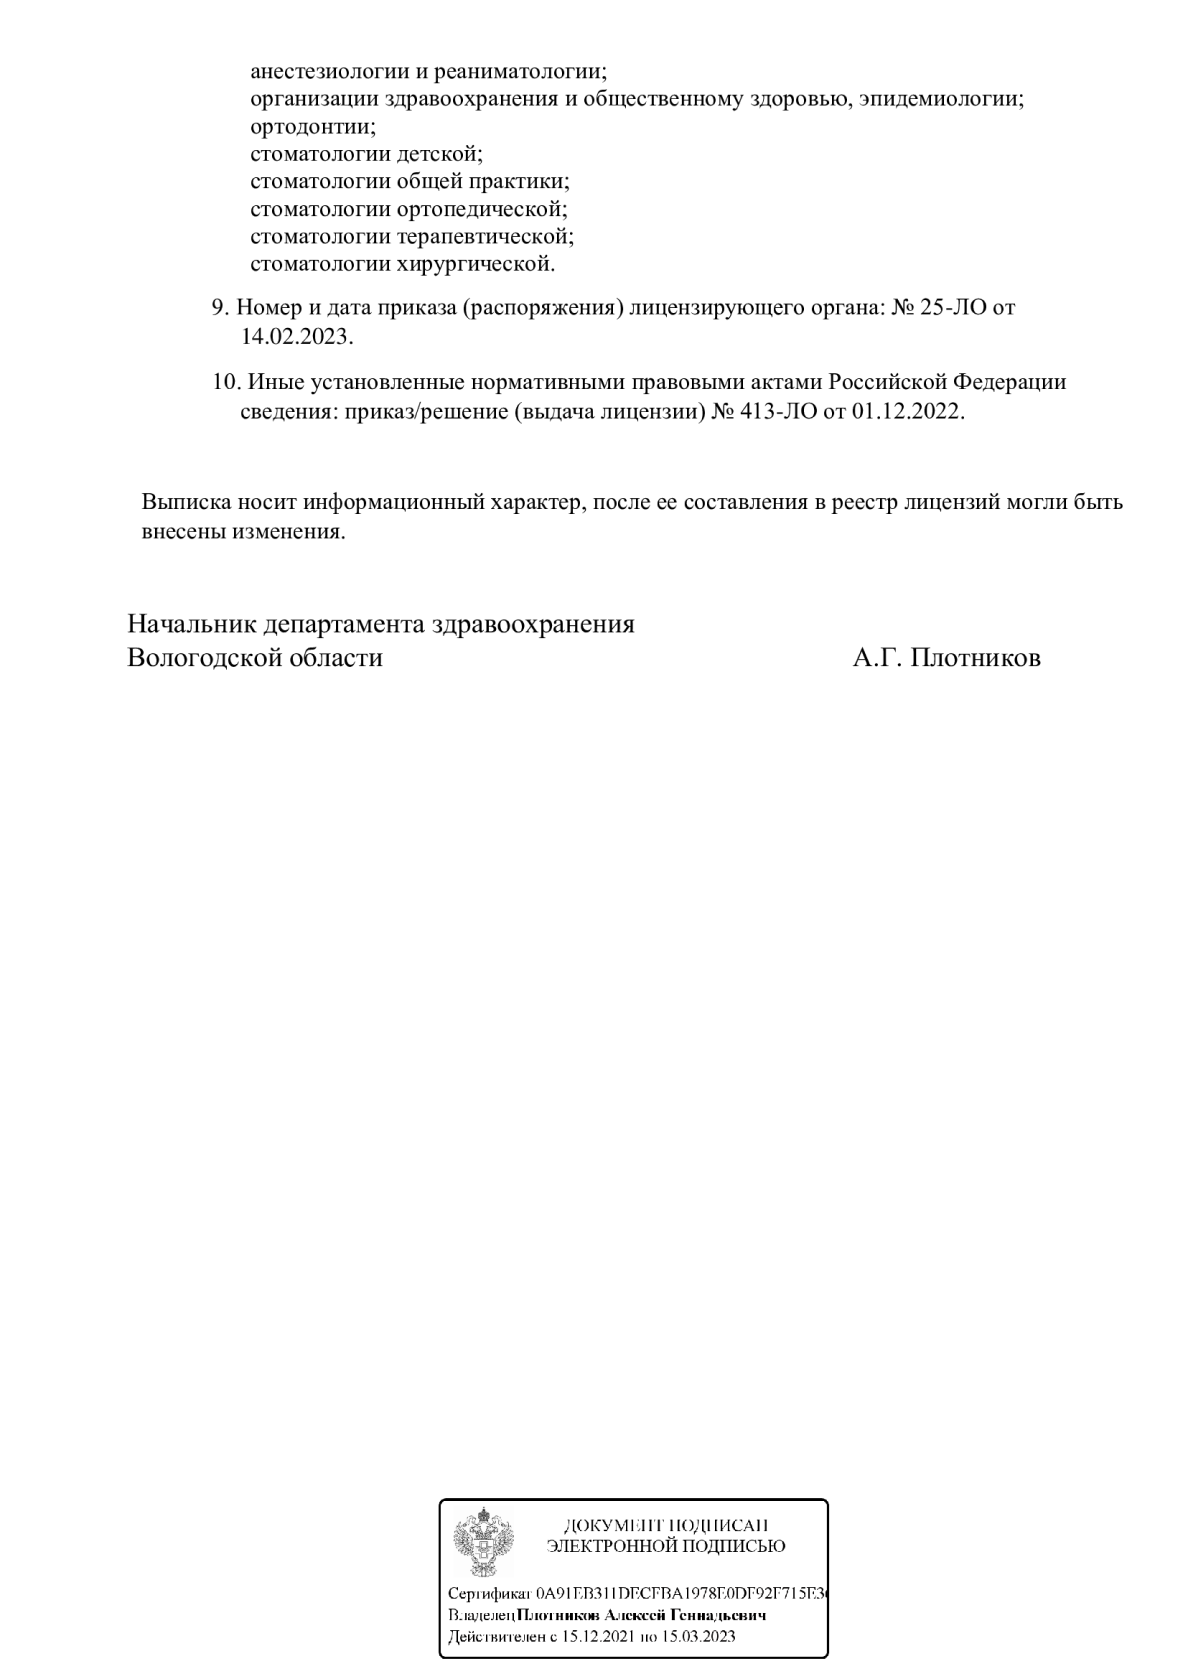 анестезиологии и реаниматологии;
организации здравоохранения и общественному здоровью, эпидемиологии;
ортодонтии;
стоматологии детской;
стоматологии общей практики;
стоматологии ортопедической;
стоматологии терапевтической;
стоматологии хирургической.
9. Номер и дата приказа (распоряжения) лицензирующего органа: № 25-ЛО от
14.02.2023.
10. Иные установленные нормативными правовыми актами Российской Федерации
сведения: приказ/решение (выдача лицензии) № 413-ЛО от 01.12.2022.
Выписка носит информационный характер, после ее составления в реестр лицензий могли быть
внесены изменения.
Начальник департамента здравоохранения
Вологодской области А.Г. Плотников
ДОКУМЕНТ ПОДПИСАН
ЭЛЕКТРОННОЙ ПОДПИСЬЮ
Сертификат
Владелец Плотников Алексей Геннадьевич
Действителен с 15.12.2021 по 15.03.2023